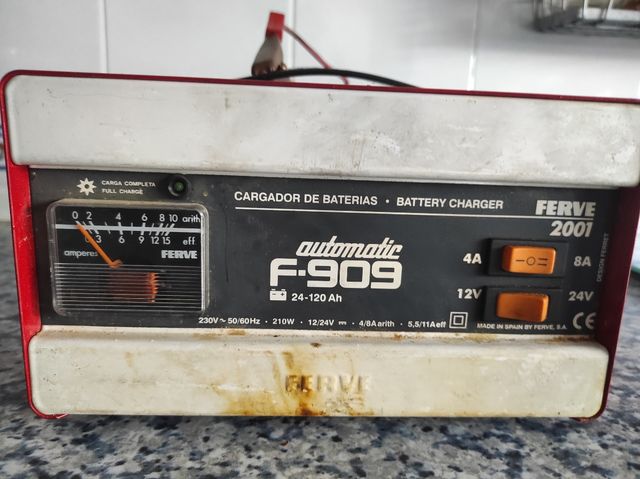 CARGA COMPLETA
FULL CHARGE
CARGADOR DE BATERIAS • BATTERY CHARGER
FERVE
2001
0 2 4 6 8 10 arith
0 3 6 9 12 15 eff
amperes
FERVE
automatic
F-909
24-120 Ah
4A
8A
12V
24V
DESIGN FERRET
230V ~ 50/60Hz • 210W • 12/24V • 4/8A arith • 5,5/11A eff
MADE IN SPAIN BY FERVE, S.A.
CE
FERVE